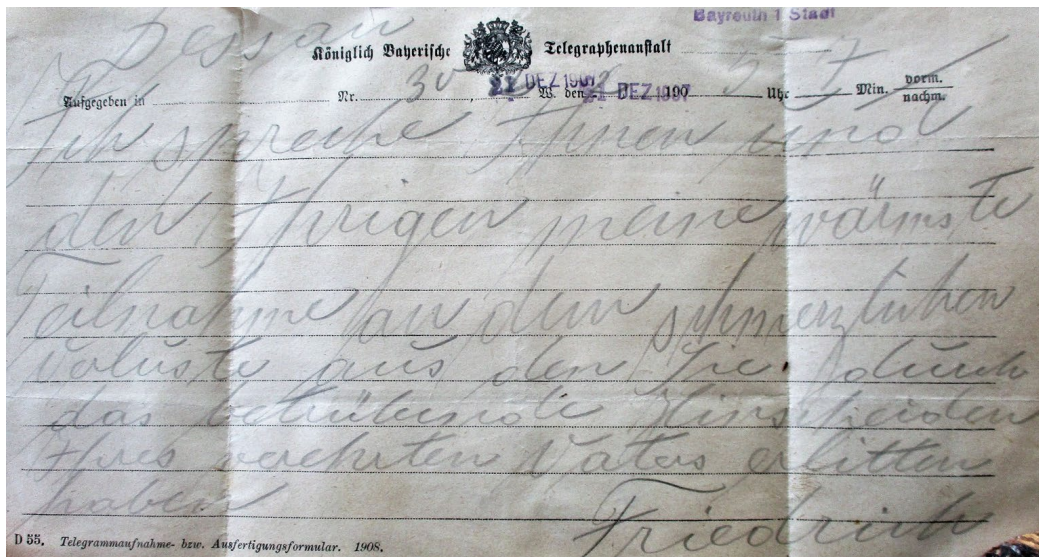 Bayreuth 1 Stadt
Dessau
Königlich Bayerische Telegraphenanstalt
Aufgegeben in Nr. 30, W. den 21 DEZ 1907 190 Uhr Min. vorm. nachm.
Ich spreche Ihnen und
den Ihrigen meine wärmste
Teilnahme an dem schmerzlichen
Voluste aus den Sie durch
das betrübende Hinscheiden
Ihres verehrten Vaters erlitten
haben
Friedrich
D 55. Telegrammaufnahme- bzw. Ausfertigungsformular. 1908.